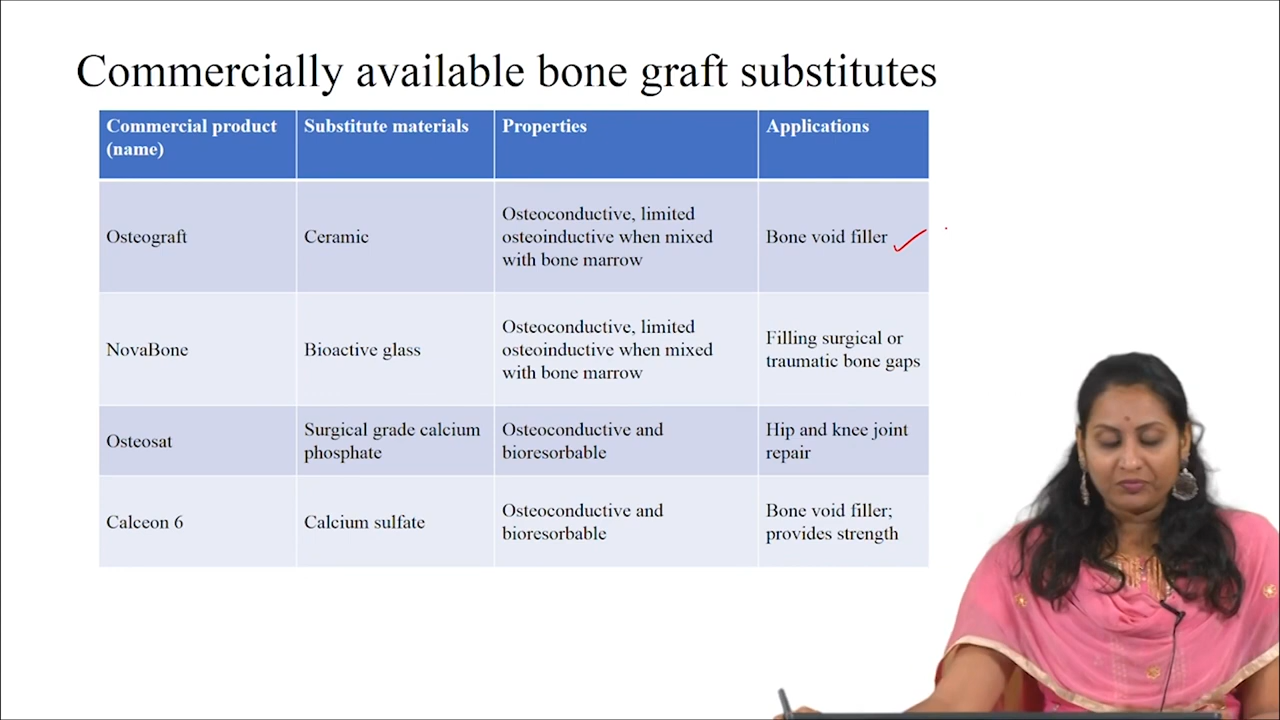 Commercially available bone graft substitutes
Commercial product
(name)
Substitute materials
Properties
Applications
Osteograft
Ceramic
Osteoconductive, limited
osteoinductive when mixed
with bone marrow
Bone void filler
NovaBone
Bioactive glass
Osteoconductive, limited
osteoinductive when mixed
with bone marrow
Filling surgical or
traumatic bone gaps
Osteosat
Surgical grade calcium
phosphate
Osteoconductive and
bioresorbable
Hip and knee joint
repair
Calceon 6
Calcium sulfate
Osteoconductive and
bioresorbable
Bone void filler;
provides strength